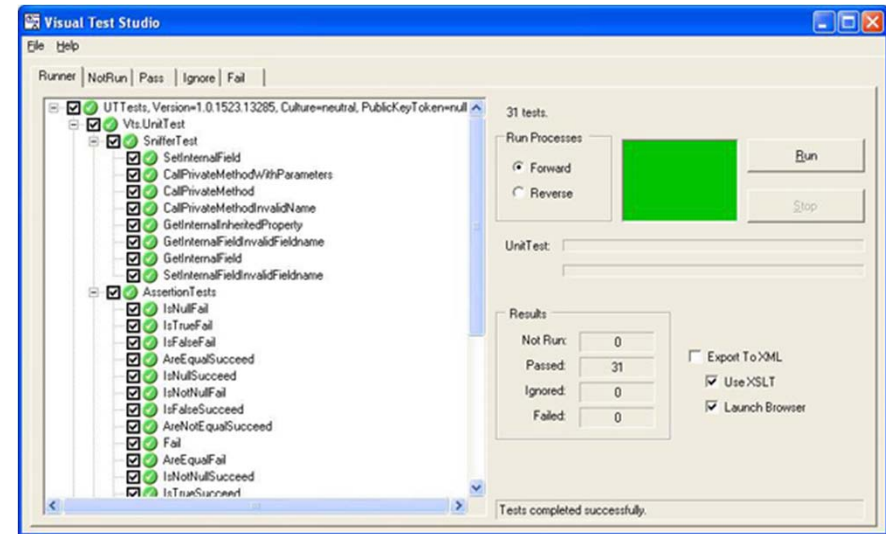 Visual Test Studio
File Help
Runner NotRun Pass Ignore Fail
UTTests, Version=1.0.1523.13285, Culture=neutral, PublicKeyToken=null
Vts.UnitTest
SnifferTest
SetInternalField
CallPrivateMethodWithParameters
CallPrivateMethod
CallPrivateMethodInvalidName
GetInternalInheritedProperty
GetInternalFieldInvalidFieldname
GetInternalField
SetInternalFieldInvalidFieldname
AssertionTests
IsNullFail
IsTrueFail
IsFalseFail
AreEqualSucceed
IsNullSucceed
IsNotNullFail
IsFalseSucceed
AreNotEqualSucceed
Fail
AreEqualFail
IsNotNullSucceed
IsTrueSucceed
31 tests.
Run Processes
Forward
Reverse
Run
Stop
UnitTest:
Results
Not Run: 0
Passed: 31
Ignored: 0
Failed: 0
Export To XML
Use XSLT
Launch Browser
Tests completed successfully.